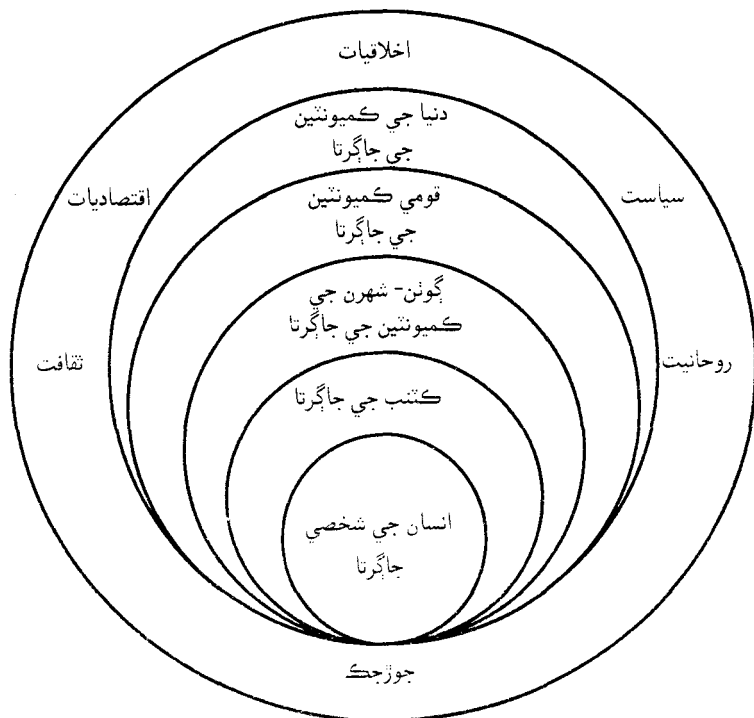 اخلاقيات
دنيا جي ڪميونٽين
جي جاڳرتا
سياست
اقتصاديات
قومي ڪميونٽين
جي جاڳرتا
ڳوٺن- شهرن جي
ڪميونٽين جي جاڳرتا
روحانيت
ثقافت
ڪٽنب جي جاڳرتا
انسان جي شخصي
جاڳرتا
جوڙجڪ